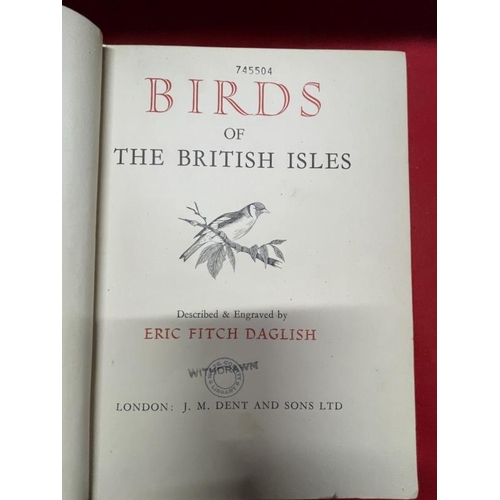 745504
BIRDS
OF
THE BRITISH ISLES
Described & Engraved by
ERIC FITCH DAGLISH
WITHDRAWN
LONDON: J. M. DENT AND SONS LTD